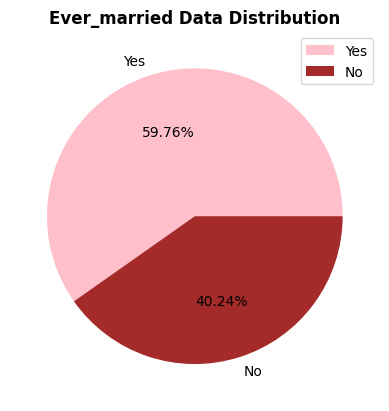 Ever_married Data Distribution
Yes
Yes
No
59.76%
40.24%
No